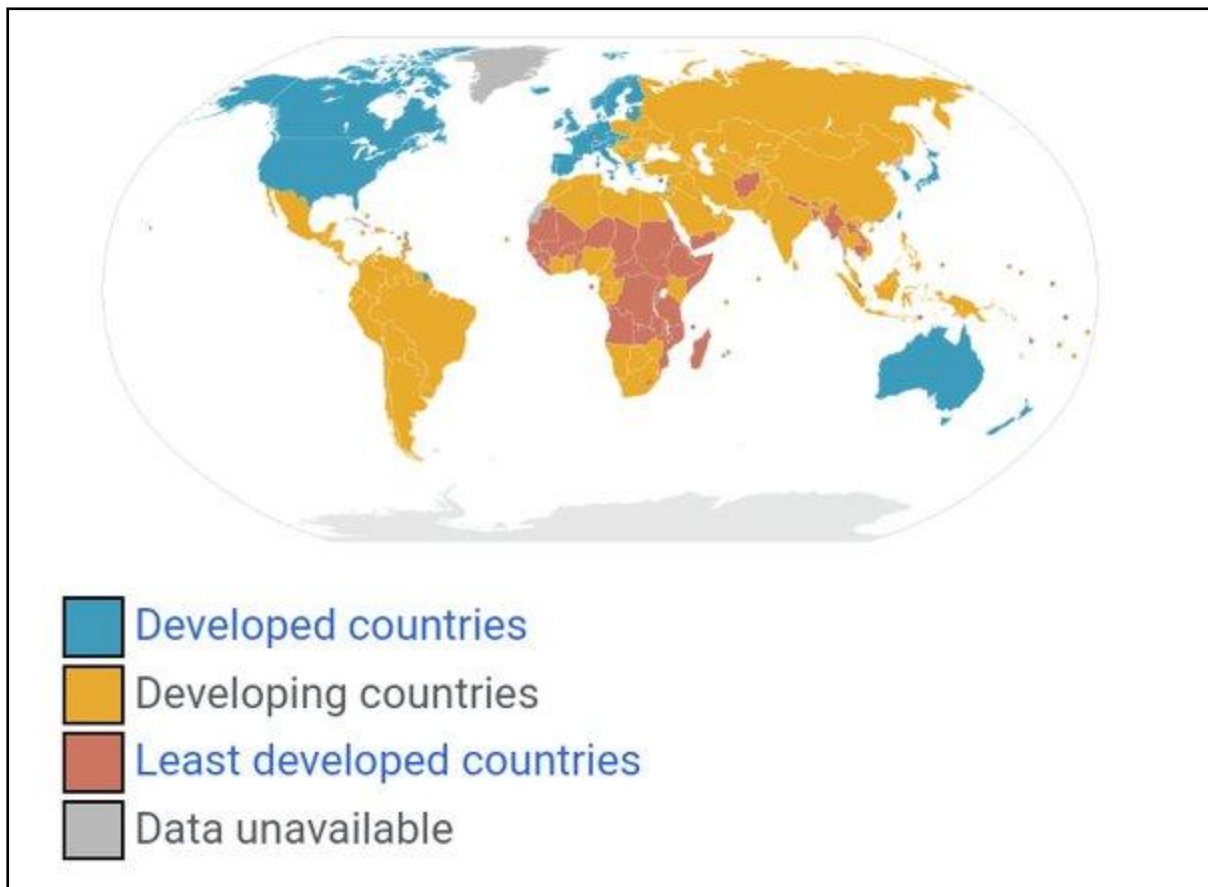 Developed countries
Developing countries
Least developed countries
Data unavailable